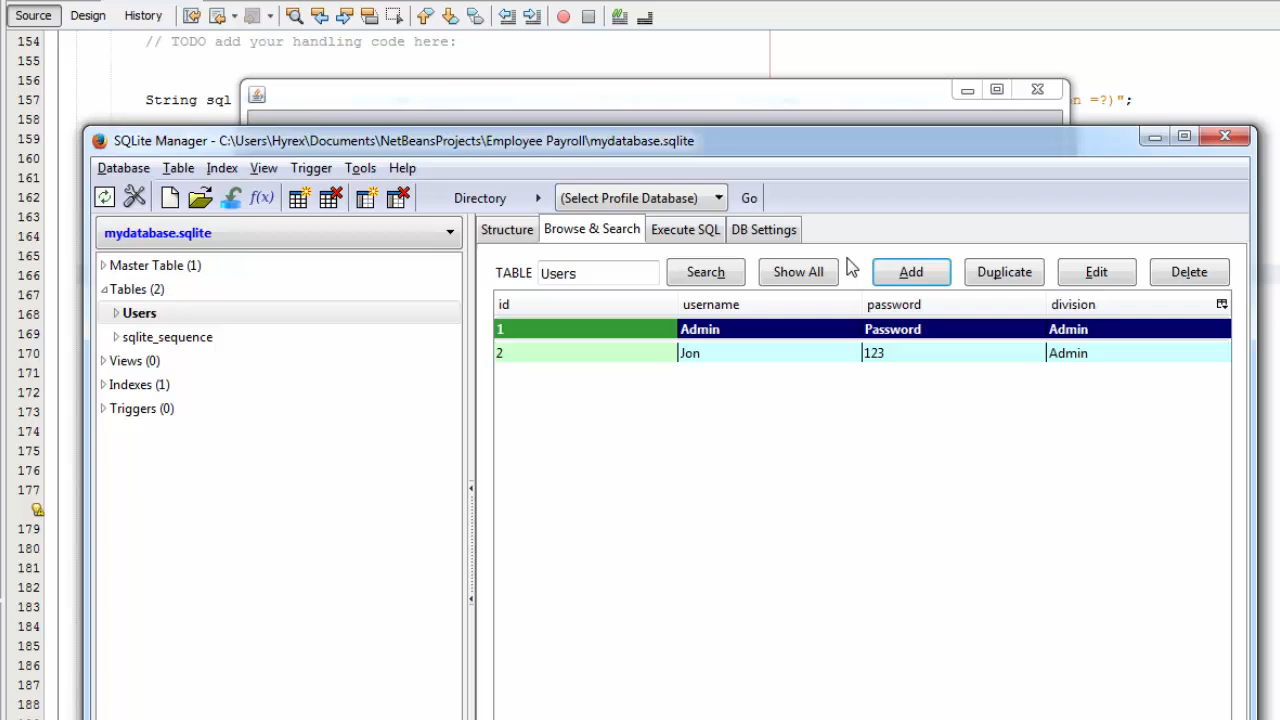 Source Design History
154 // TODO add your handling code here:
155
156
157 String sql n =?)";
158
159
SQLite Manager - C:\Users\Hyrex\Documents\NetBeansProjects\Employee Payroll\mydatabase.sqlite
160
161
Database Table Index View Trigger Tools Help
162
f(x) Directory (Select Profile Database) Go
163
164
mydatabase.sqlite Structure Browse & Search Execute SQL DB Settings
165
Master Table (1)
166
TABLE Users Search Show All Add Duplicate Edit Delete
167
Tables (2)
id username password division
168
Users
169
1 Admin Password Admin
sqlite_sequence
170
2 Jon 123 Admin
Views (0)
171
172
Indexes (1)
173
Triggers (0)
174
175
176
177
179
180
181
182
183
184
185
186
187
188